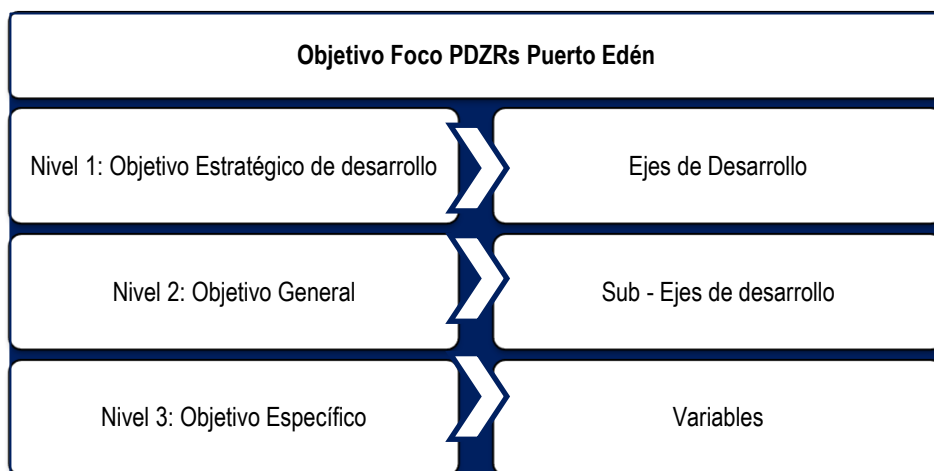 Objetivo Foco PDZRs Puerto Edén
Nivel 1: Objetivo Estratégico de desarrollo
Ejes de Desarrollo
Nivel 2: Objetivo General
Sub - Ejes de desarrollo
Nivel 3: Objetivo Específico
Variables